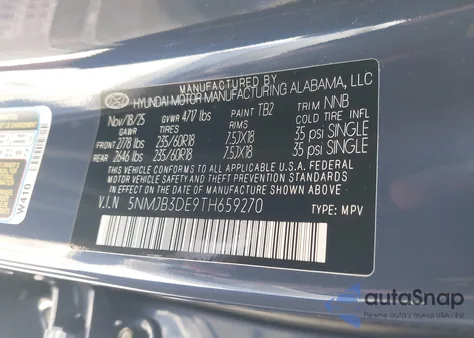 HYUNDAI MOTOR MANUFACTURING ALABAMA, LLC
Nov/18/25 GVWR 4717 lbs PAINT TB2 TRIM NNB
GAWR TIRES RIMS COLD TIRE INFL
FRONT 2778 lbs 235/60R18 7.5JX18 35 psi SINGLE
REAR 2646 lbs 235/60R18 7.5JX18 35 psi SINGLE
THIS VEHICLE CONFORMS TO ALL APPLICABLE U.S.A. FEDERAL
MOTOR VEHICLE SAFETY AND THEFT PREVENTION STANDARDS IN
EFFECT ON THE DATE OF MANUFACTURE SHOWN ABOVE.
V.I.N 5NMJB3DE9TH659270 TYPE: MPV
W410
autoSnap